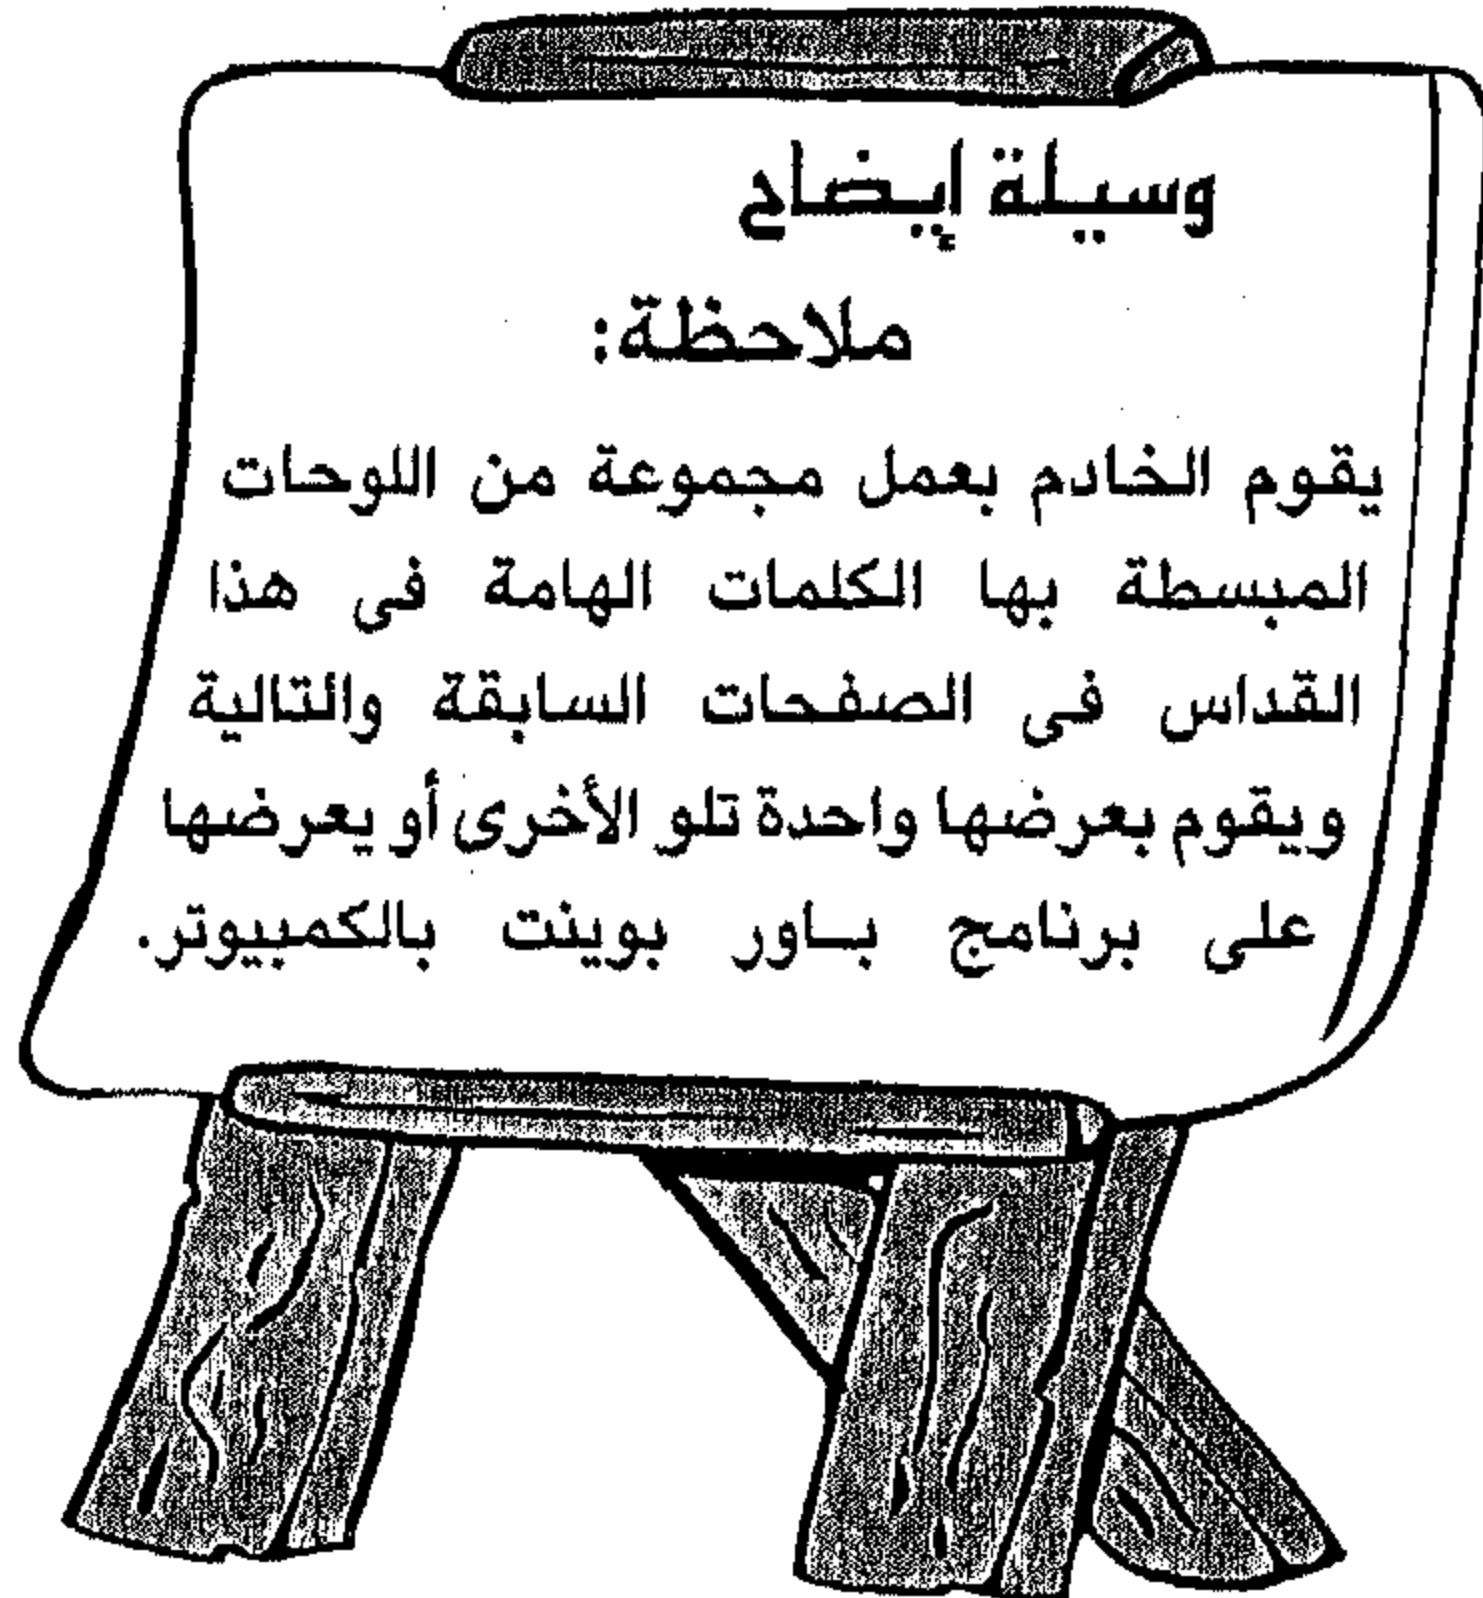 وسيلة إيضاح
ملاحظة:
يقوم الخادم بعمل مجموعة من اللوحات
المبسطة بها الكلمات الهامة فى هذا
القداس فى الصفحات السابقة والتالية
ويقوم بعرضها واحدة تلو الأخرى أو يعرضها
على برنامج باور بوينت بالكمبيوتر.